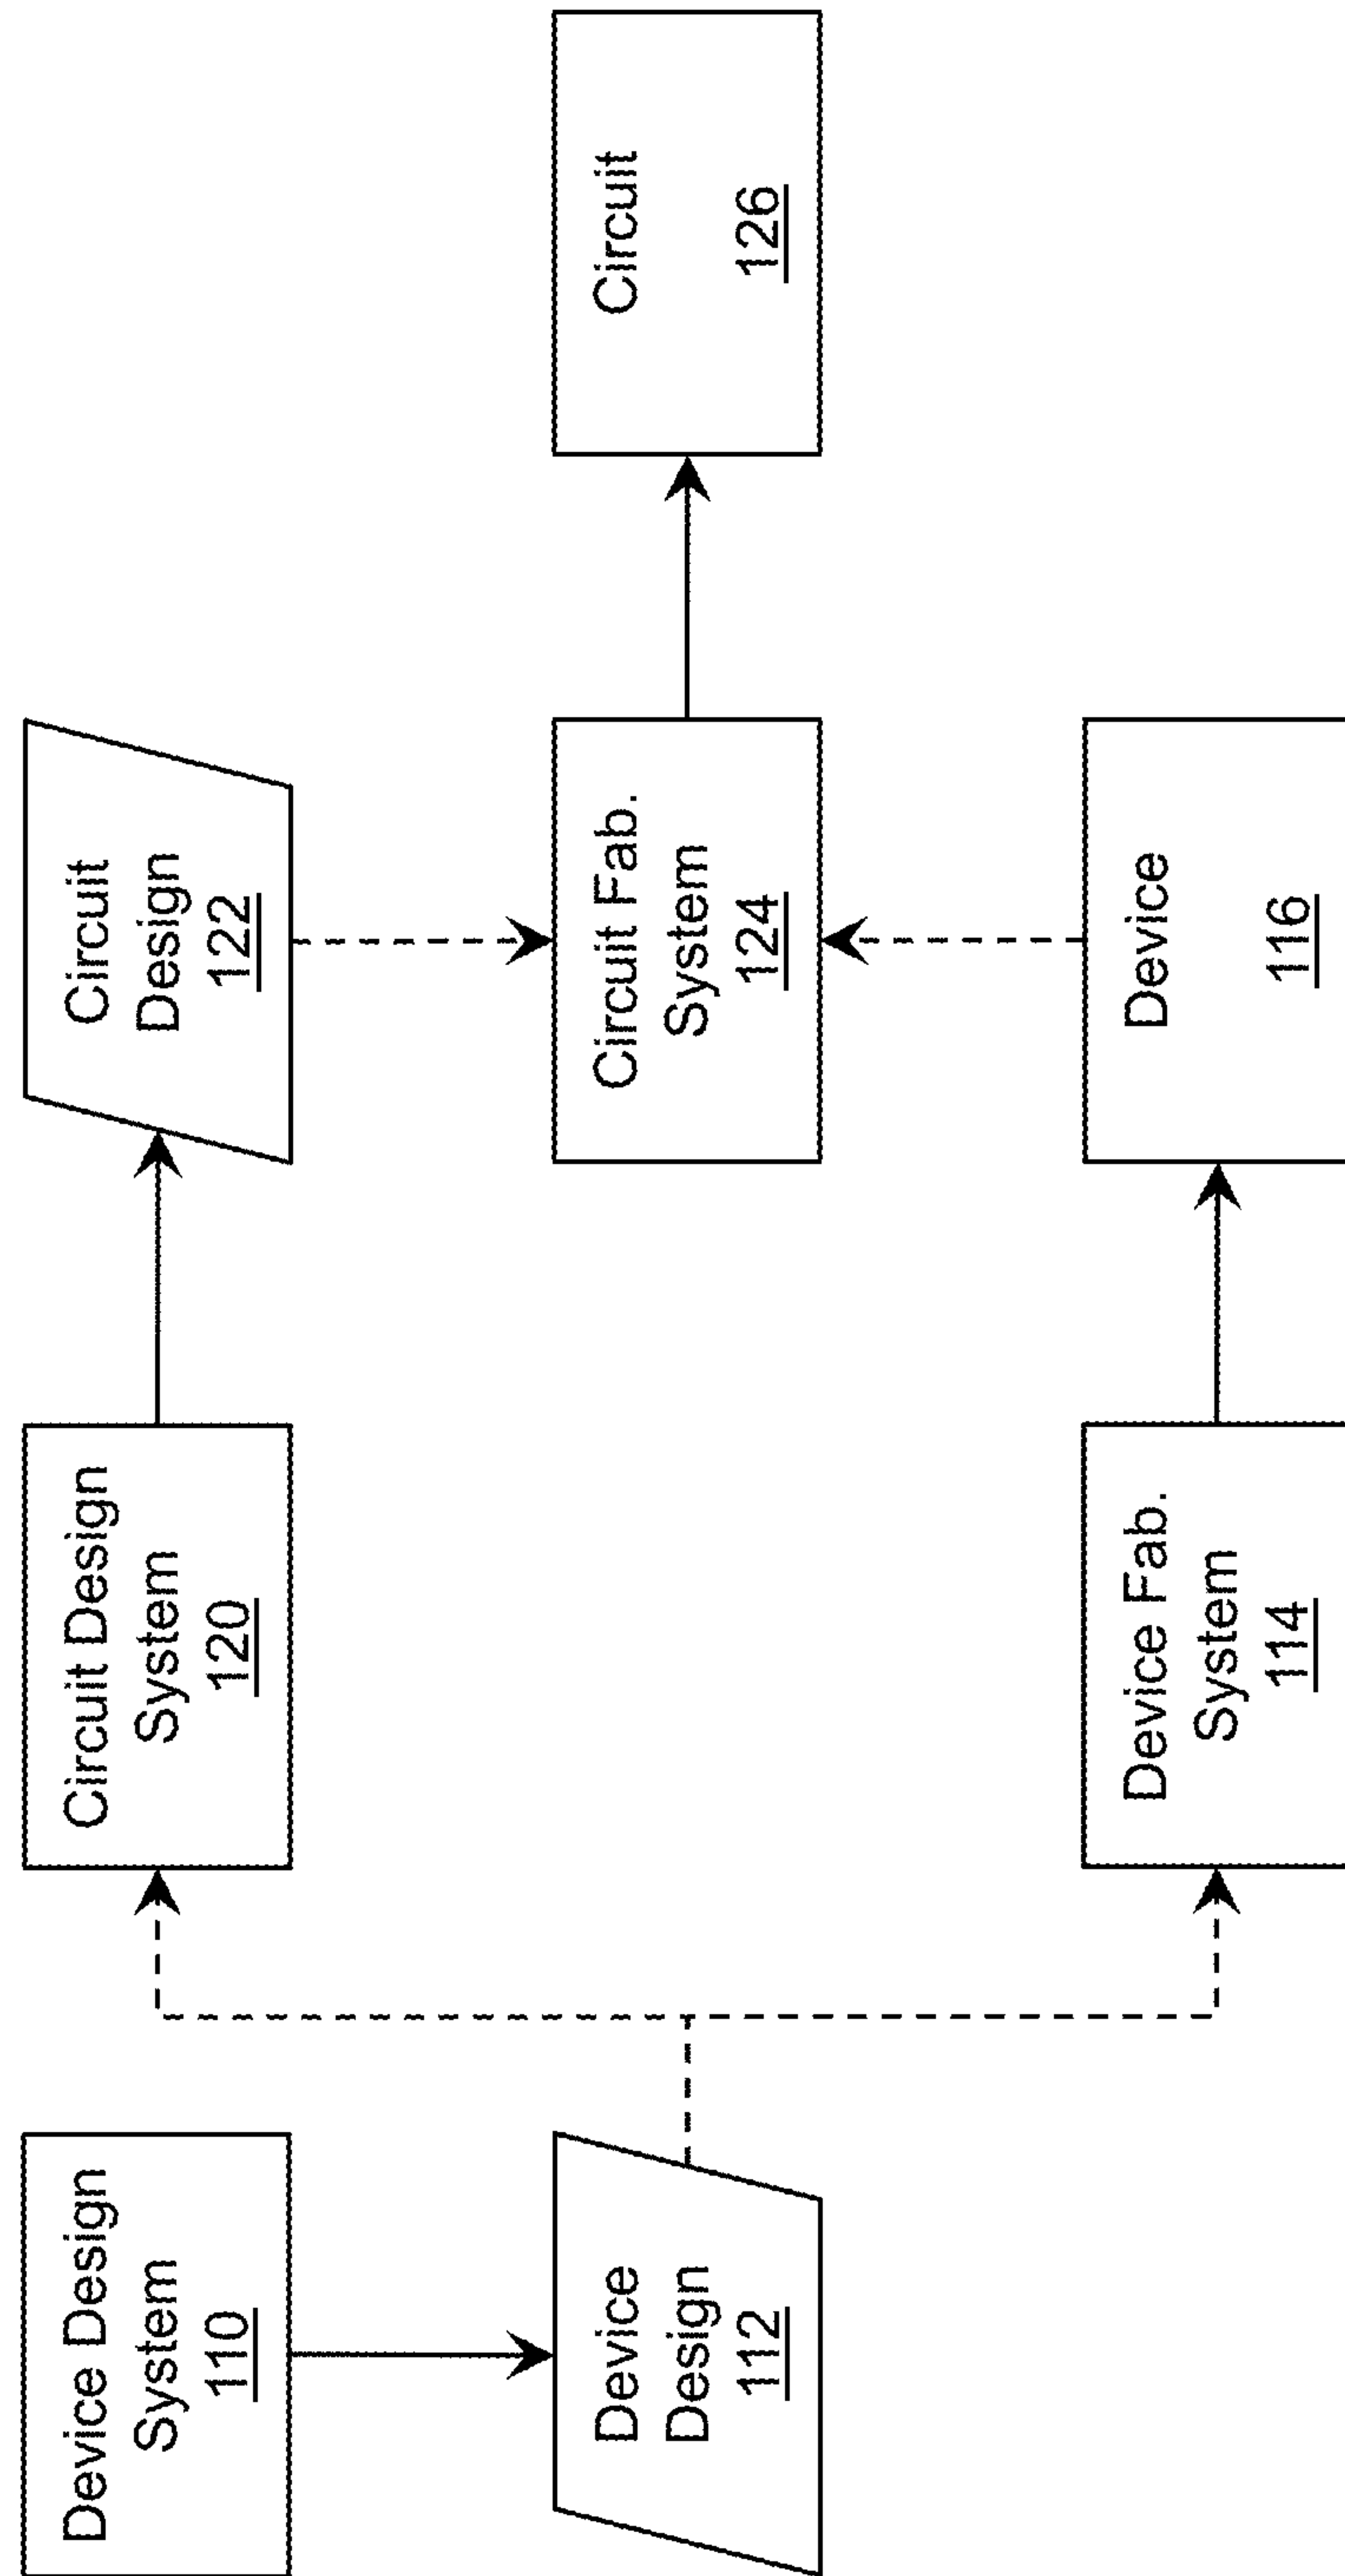 Device Design
System
110
Device
Design
112
Circuit Design
System
120
Device Fab.
System
114
Circuit
Design
122
Circuit Fab.
System
124
Device
116
Circuit
126